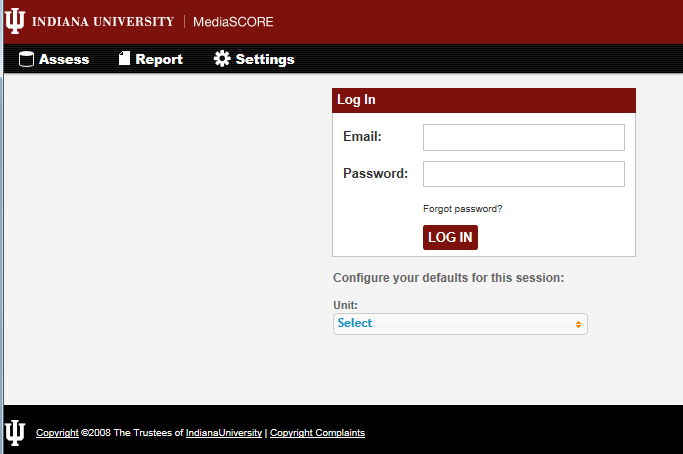 INDIANA UNIVERSITY | MediaSCORE
Assess Report Settings
Log In
Email:
Password:
Forgot password?
LOG IN
Configure your defaults for this session:
Unit:
Select
Copyright ©2008 The Trustees of IndianaUniversity | Copyright Complaints